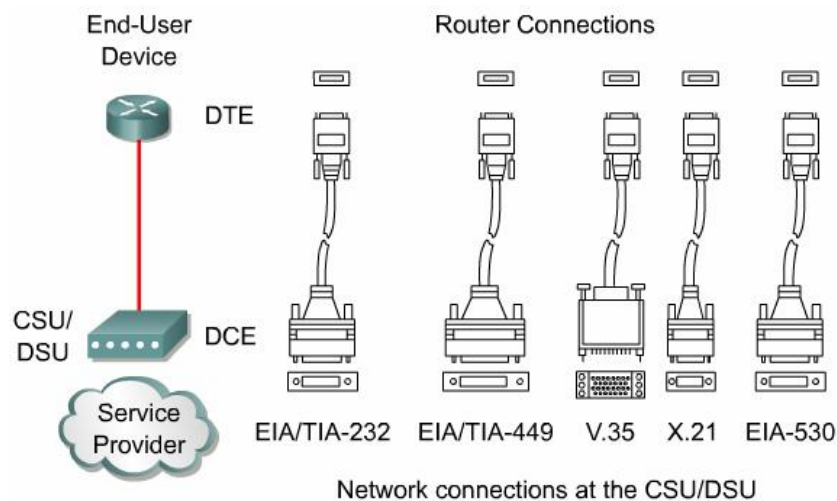 End-User
Device
Router Connections
DTE
CSU/
DSU
DCE
Service
Provider
EIA/TIA-232
EIA/TIA-449
V.35
X.21
EIA-530
Network connections at the CSU/DSU